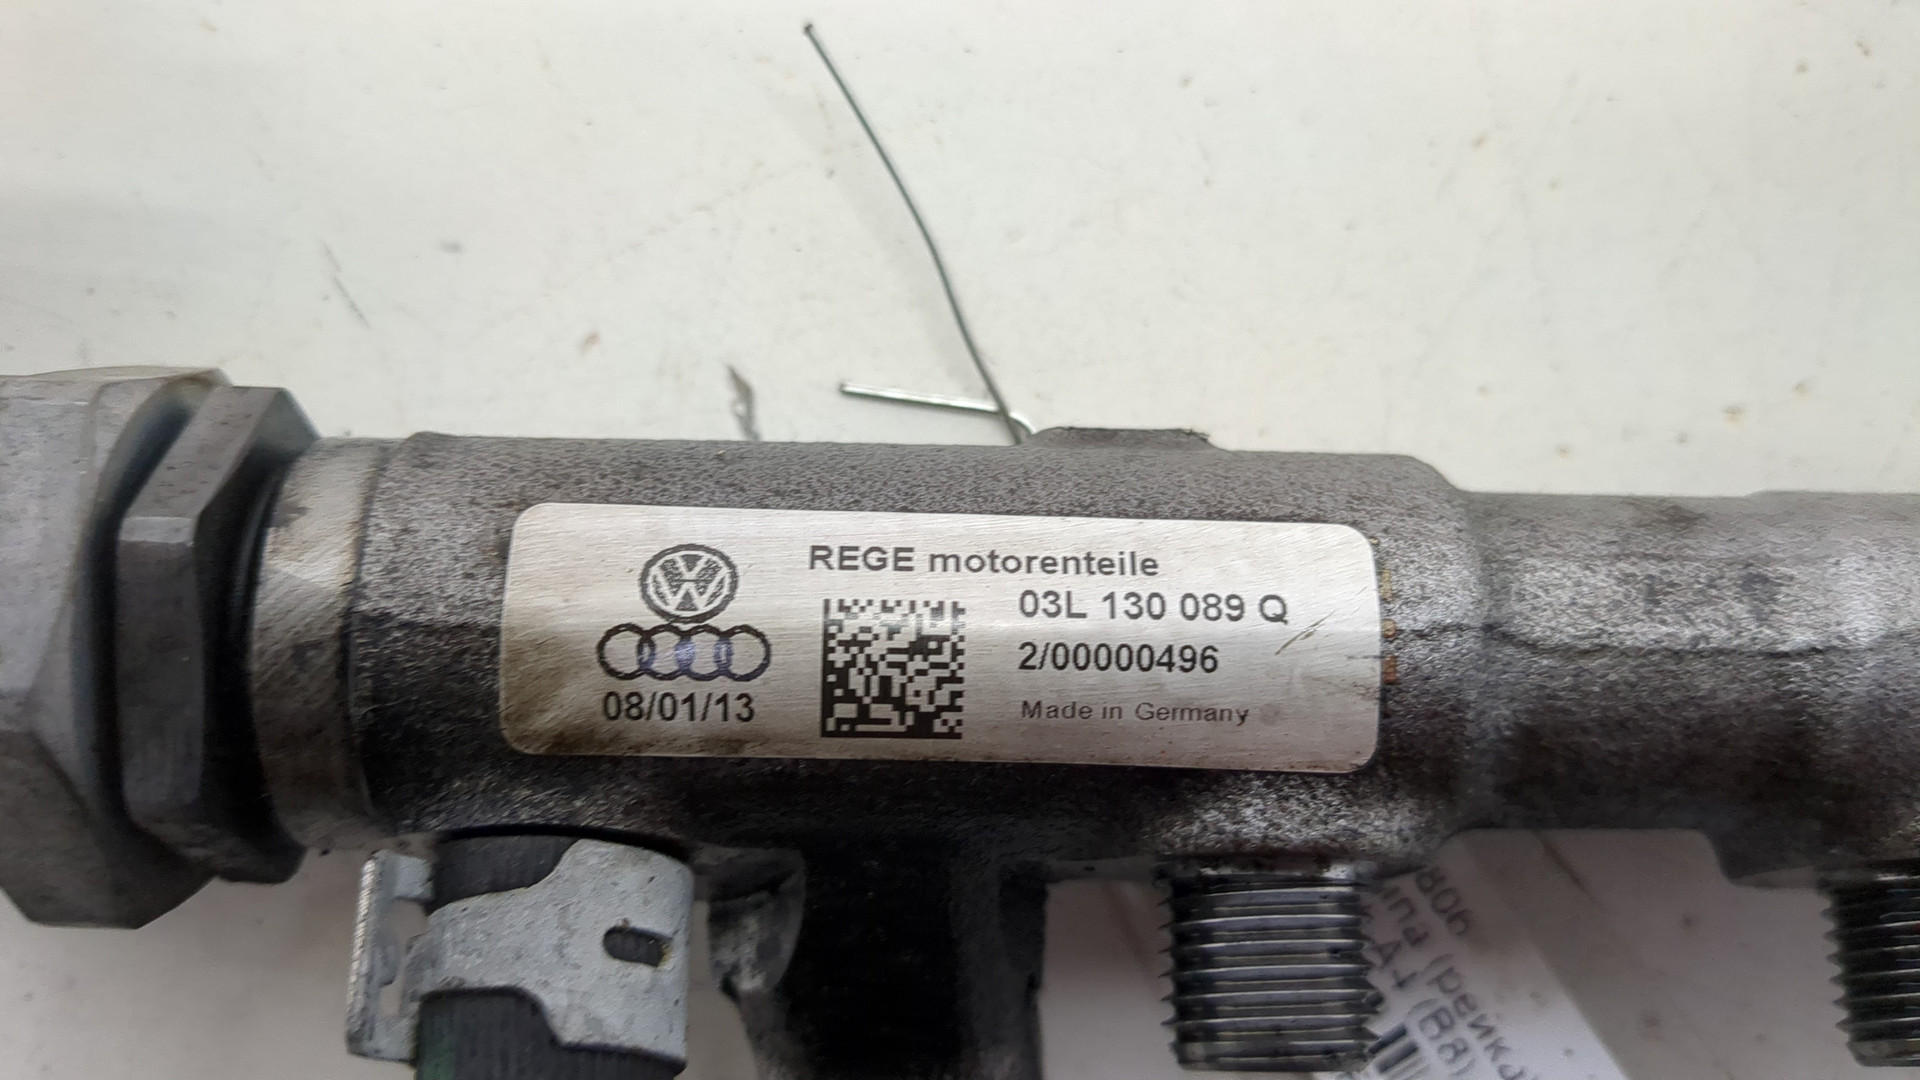 REGE motorenteile
03L 130 089 Q
2/00000496
08/01/13
Made in Germany